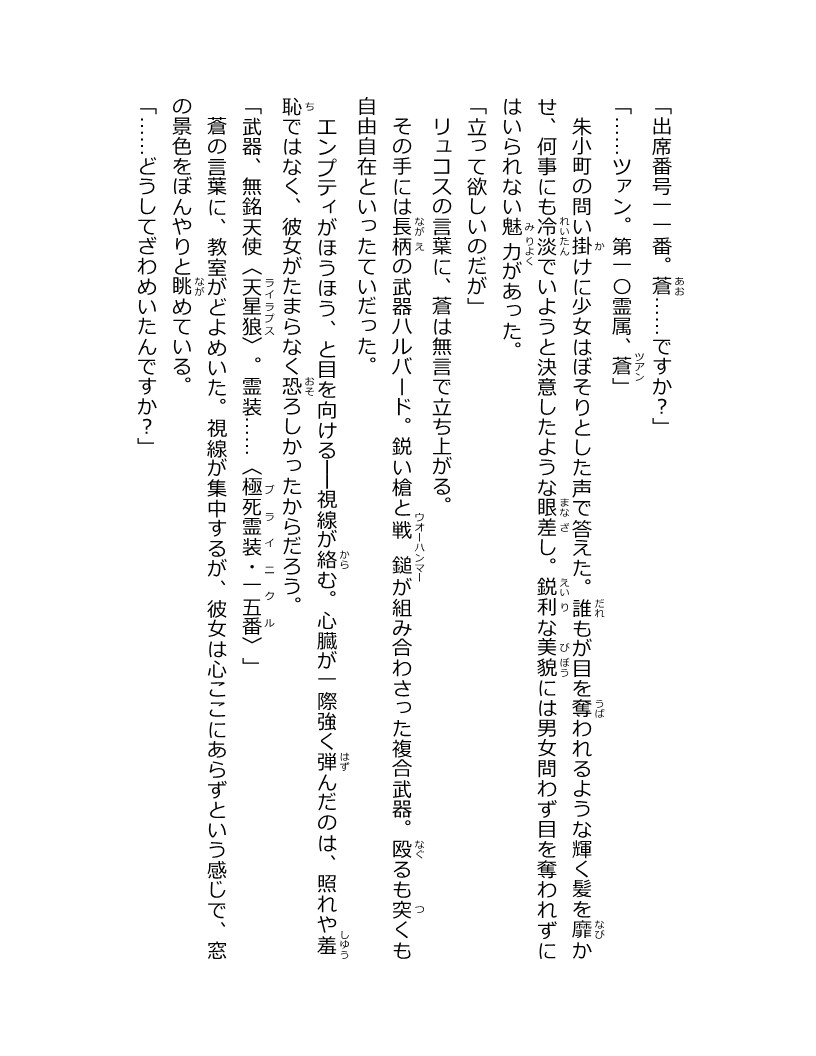 「出席番号一一番。蒼……ですか？」
「……ツァン。第一〇霊属、蒼」
朱小町の問い掛けに少女はぼそりとした声で答えた。誰もが目を奪われるような輝く髪を靡か
せ、何事にも冷淡でいようと決意したような眼差し。鋭利な美貌には男女問わず目を奪われずに
はいられない魅力があった。
「立って欲しいのだが」
リュコスの言葉に、蒼は無言で立ち上がる。
その手には長柄の武器ハルバード。鋭い槍と戦鎚が組み合わさった複合武器。殴るも突くも
自由自在といったていだった。
エンプティがほうほう、と目を向ける──視線が絡む。心臓が一際強く弾んだのは、照れや羞
恥ではなく、彼女がたまらなく恐ろしかったからだろう。
「武器、無銘天使〈天星狼〉。霊装……〈極死霊装・一五番〉」
蒼の言葉に、教室がどよめいた。視線が集中するが、彼女は心ここにあらずという感じで、窓
の景色をぼんやりと眺めている。
「……どうしてざわめいたんですか？」